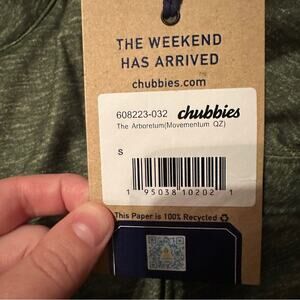 THE WEEKEND
HAS ARRIVED
chubbies.com
608223-032 chubbies
The Arboretum(Movementum QZ)
S
1 95038 10202 1
This Paper is 100% Recycled